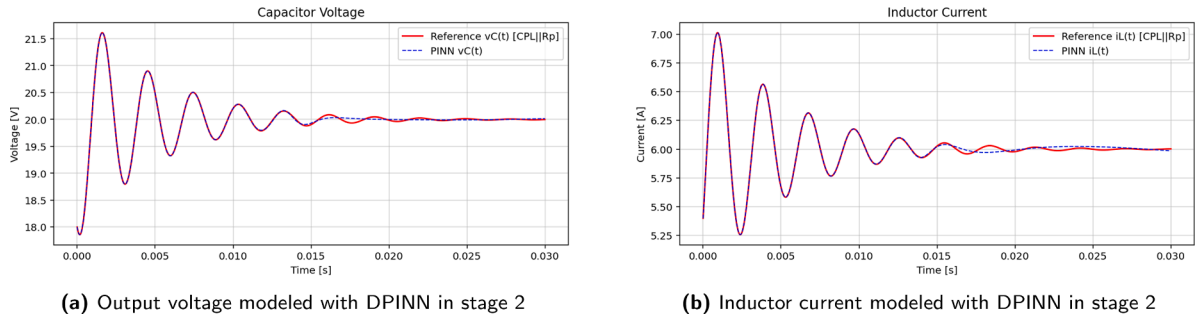 Capacitor Voltage
Reference vC(t) [CPL||Rp]
PINN vC(t)
Voltage [V]
21.5
21.0
20.5
20.0
19.5
19.0
18.5
18.0
0.000 0.005 0.010 0.015 0.020 0.025 0.030
Time [s]
(a) Output voltage modeled with DPINN in stage 2
Inductor Current
Reference iL(t) [CPL||Rp]
PINN iL(t)
Current [A]
7.00
6.75
6.50
6.25
6.00
5.75
5.50
5.25
0.000 0.005 0.010 0.015 0.020 0.025 0.030
Time [s]
(b) Inductor current modeled with DPINN in stage 2